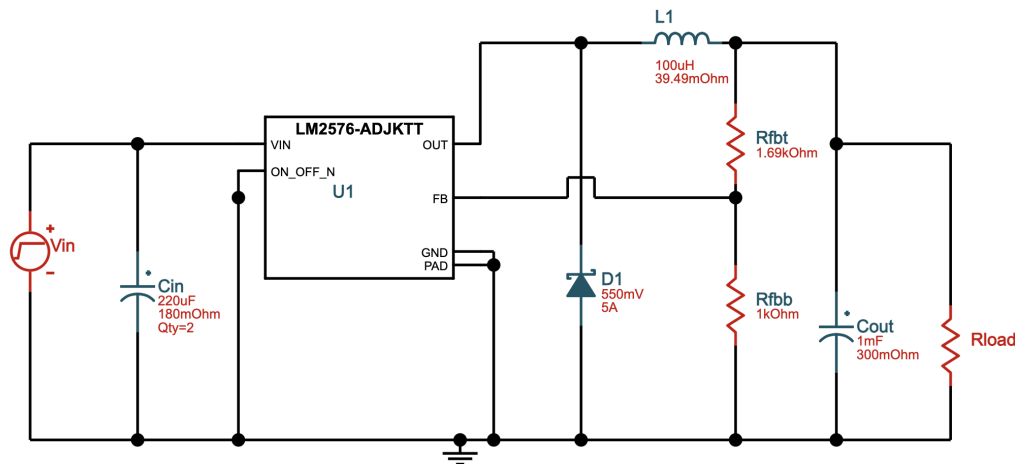 L1
100uH
39.49mOhm
LM2576-ADJKTT
VIN
OUT
ON_OFF_N
U1
FB
GND
PAD
Rfbt
1.69kOhm
+
Vin
-
+
Cin
220uF
180mOhm
Qty=2
D1
550mV
5A
Rfbb
1kOhm
+
Cout
1mF
300mOhm
Rload